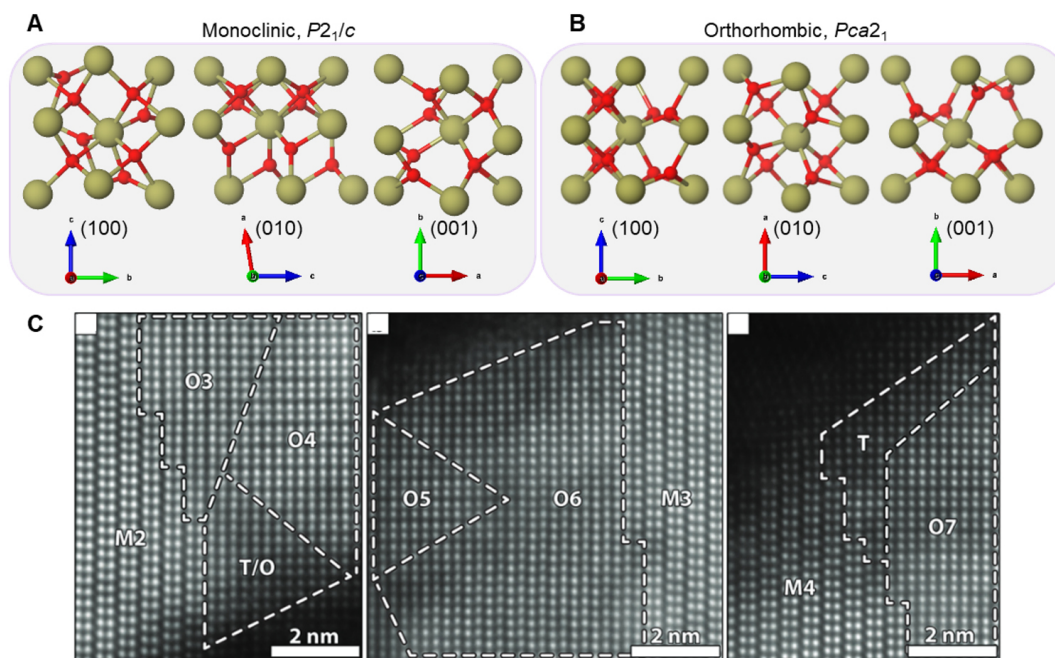 A
Monoclinic, P2₁/c
B
Orthorhombic, Pca2₁
c
(100)
b
a
(010)
c
b
(001)
a
c
(100)
b
a
(010)
c
b
(001)
a
C
O3
O4
M2
T/O
2 nm
O5
O6
M3
2 nm
T
O7
M4
2 nm